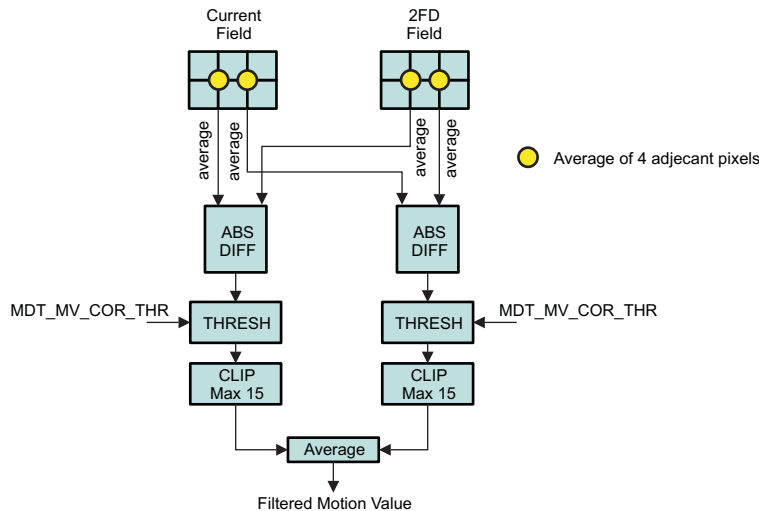 Current
Field
2FD
Field
average
average
average
average
Average of 4 adjecant pixels
ABS
DIFF
ABS
DIFF
MDT_MV_COR_THR
THRESH
THRESH
MDT_MV_COR_THR
CLIP
Max 15
CLIP
Max 15
Average
Filtered Motion Value